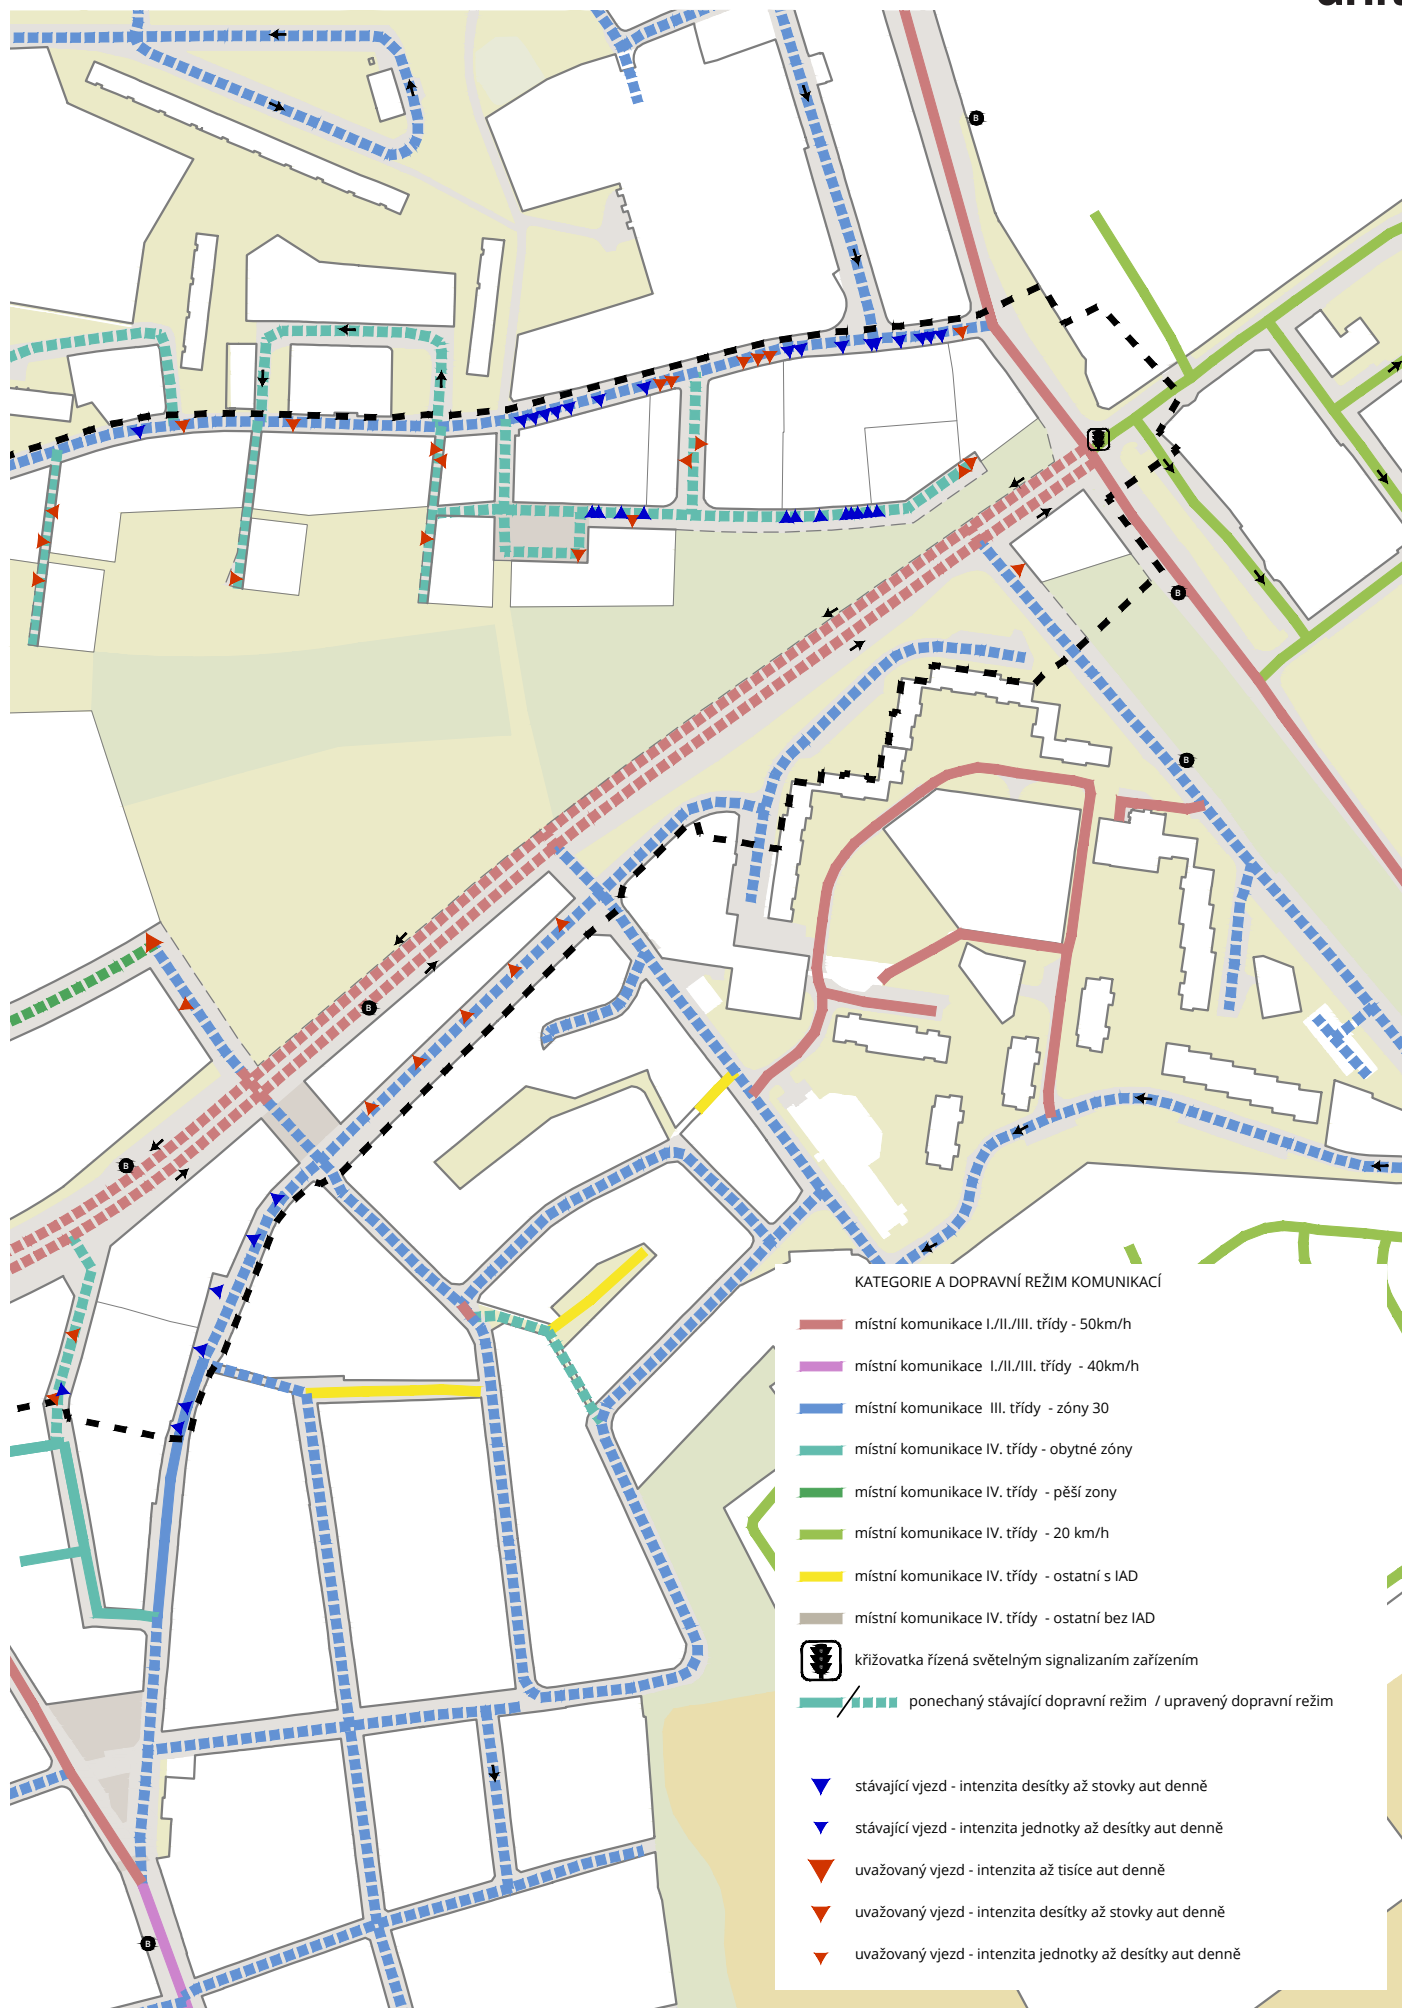 B
B
B
B
B
KATEGORIE A DOPRAVNÍ REŽIM KOMUNIKACÍ
místní komunikace I./II./III. třídy - 50km/h
místní komunikace  I./II./III. třídy  - 40km/h
místní komunikace  III. třídy  - zóny 30
místní komunikace IV. třídy - obytné zóny
místní komunikace IV. třídy  - pěší zony
místní komunikace IV. třídy  - 20 km/h
místní komunikace IV. třídy  - ostatní s IAD
místní komunikace IV. třídy  - ostatní bez IAD
křižovatka řízená světelným signalizaním zařízením
ponechaný stávající dopravní režim  / upravený dopravní režim
stávající vjezd - intenzita desítky až stovky aut denně
stávající vjezd - intenzita jednotky až desítky aut denně
uvažovaný vjezd - intenzita až tisíce aut denně
uvažovaný vjezd - intenzita desítky až stovky aut denně
B
uvažovaný vjezd - intenzita jednotky až desítky aut denně